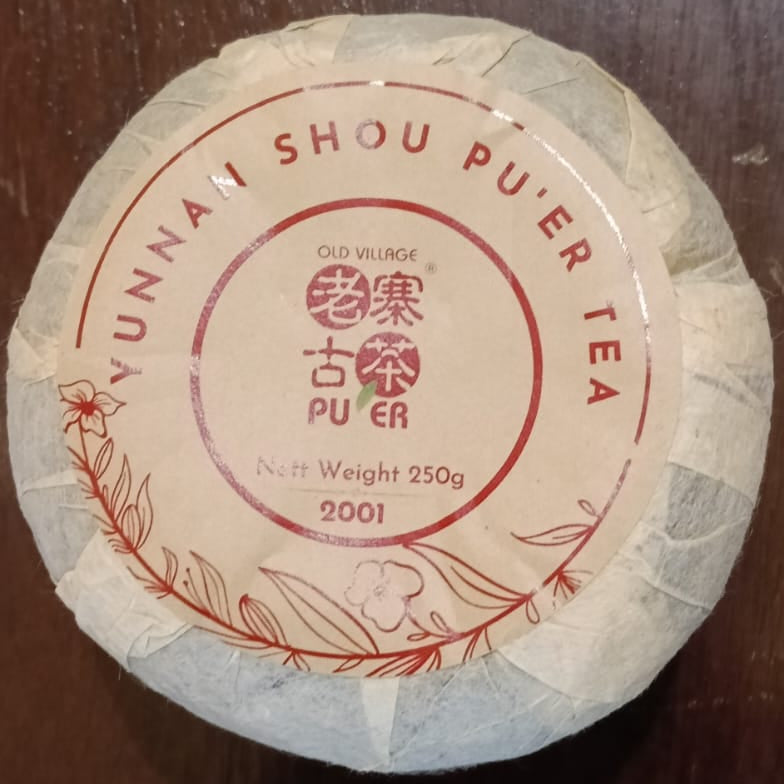 YUNNAN SHOU PU'ER TEA
OLD VILLAGE
®
老寨
古茶
PU'ER
Nett Weight 250g
2001